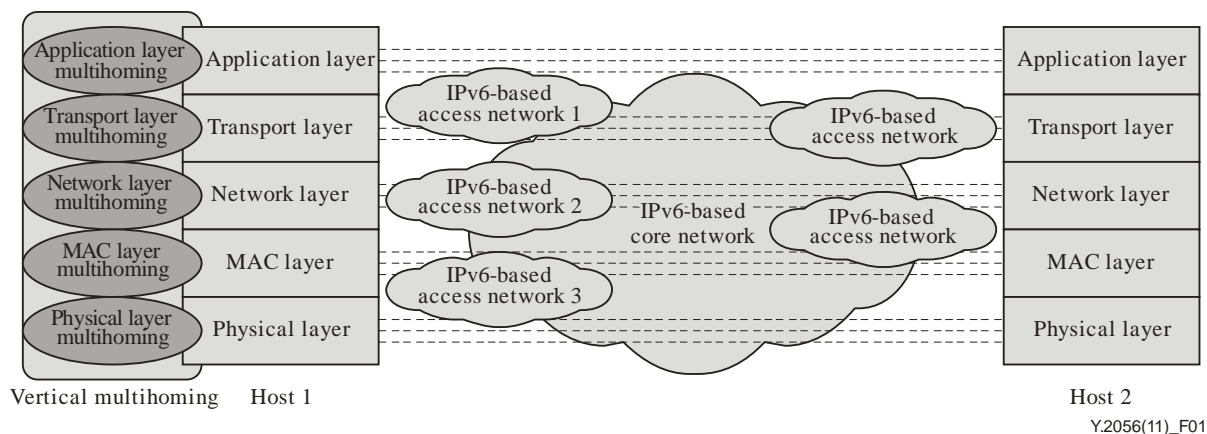 Application layer
multihoming
Application layer
Application layer
IPv6-based
access network 1
IPv6-based
access network
Transport layer
multihoming
Transport layer
Transport layer
Network layer
multihoming
Network layer
IPv6-based
access network 2
IPv6-based
core network
IPv6-based
access network
Network layer
MAC layer
multihoming
MAC layer
IPv6-based
access network 3
MAC layer
Physical layer
multihoming
Physical layer
Physical layer
Vertical multihoming
Host 1
Host 2
Y.2056(11)_F01